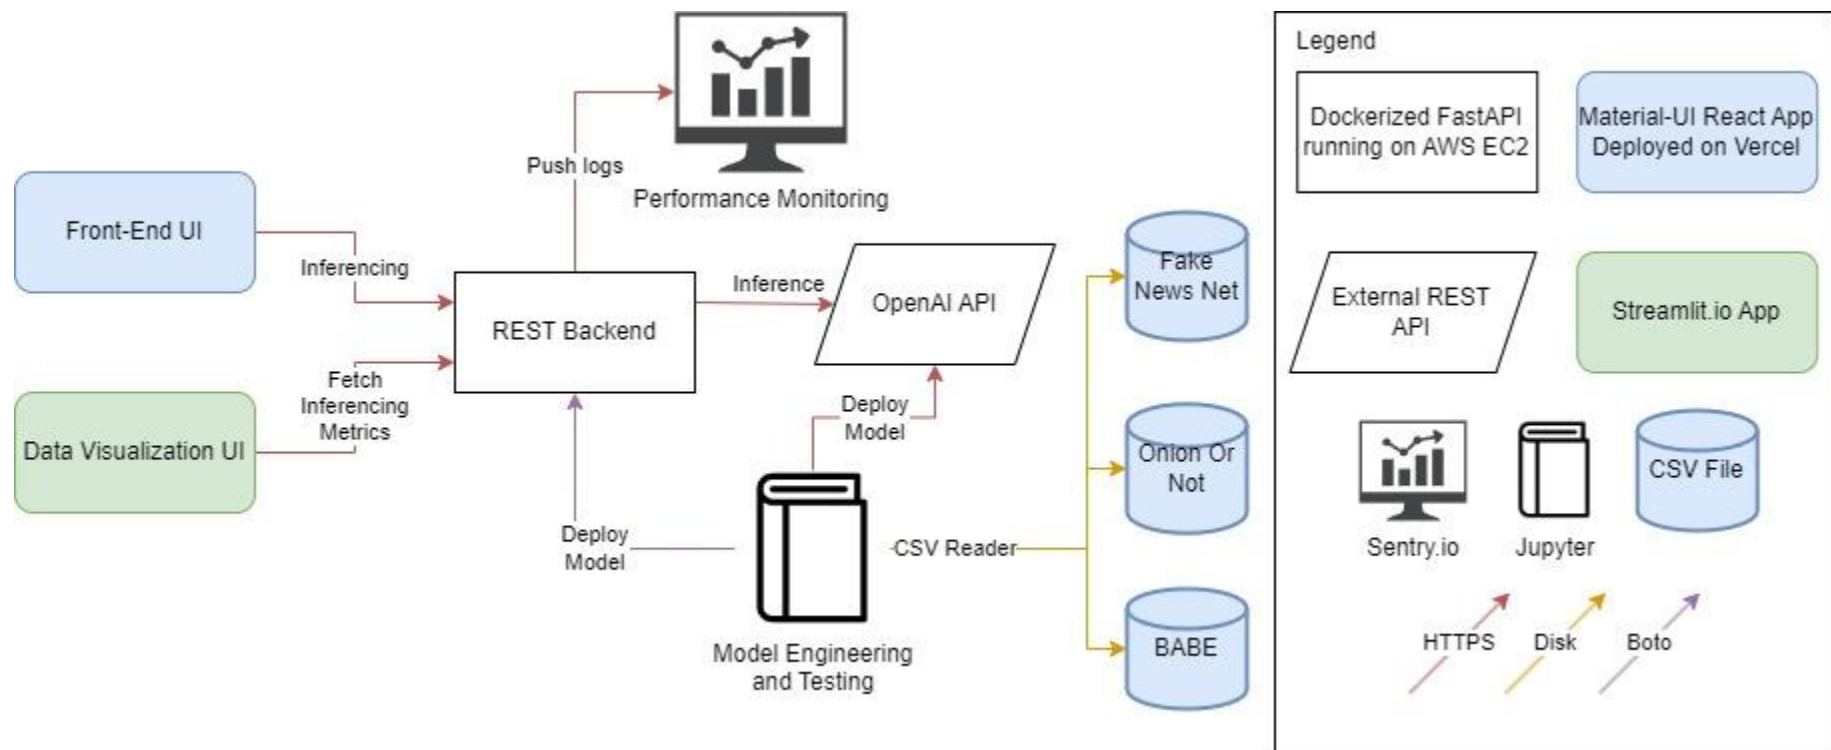 Push logs
Performance Monitoring
Front-End UI
Inferencing
REST Backend
Inference
OpenAI API
Fetch
Inferencing
Metrics
Data Visualization UI
Deploy
Model
Deploy
Model
CSV Reader
Model Engineering
and Testing
Fake
News Net
Onion Or
Not
BABE
Legend
Dockerized FastAPI
running on AWS EC2
Material-UI React App
Deployed on Vercel
External REST
API
Streamlit.io App
Sentry.io
Jupyter
CSV File
HTTPS
Disk
Boto